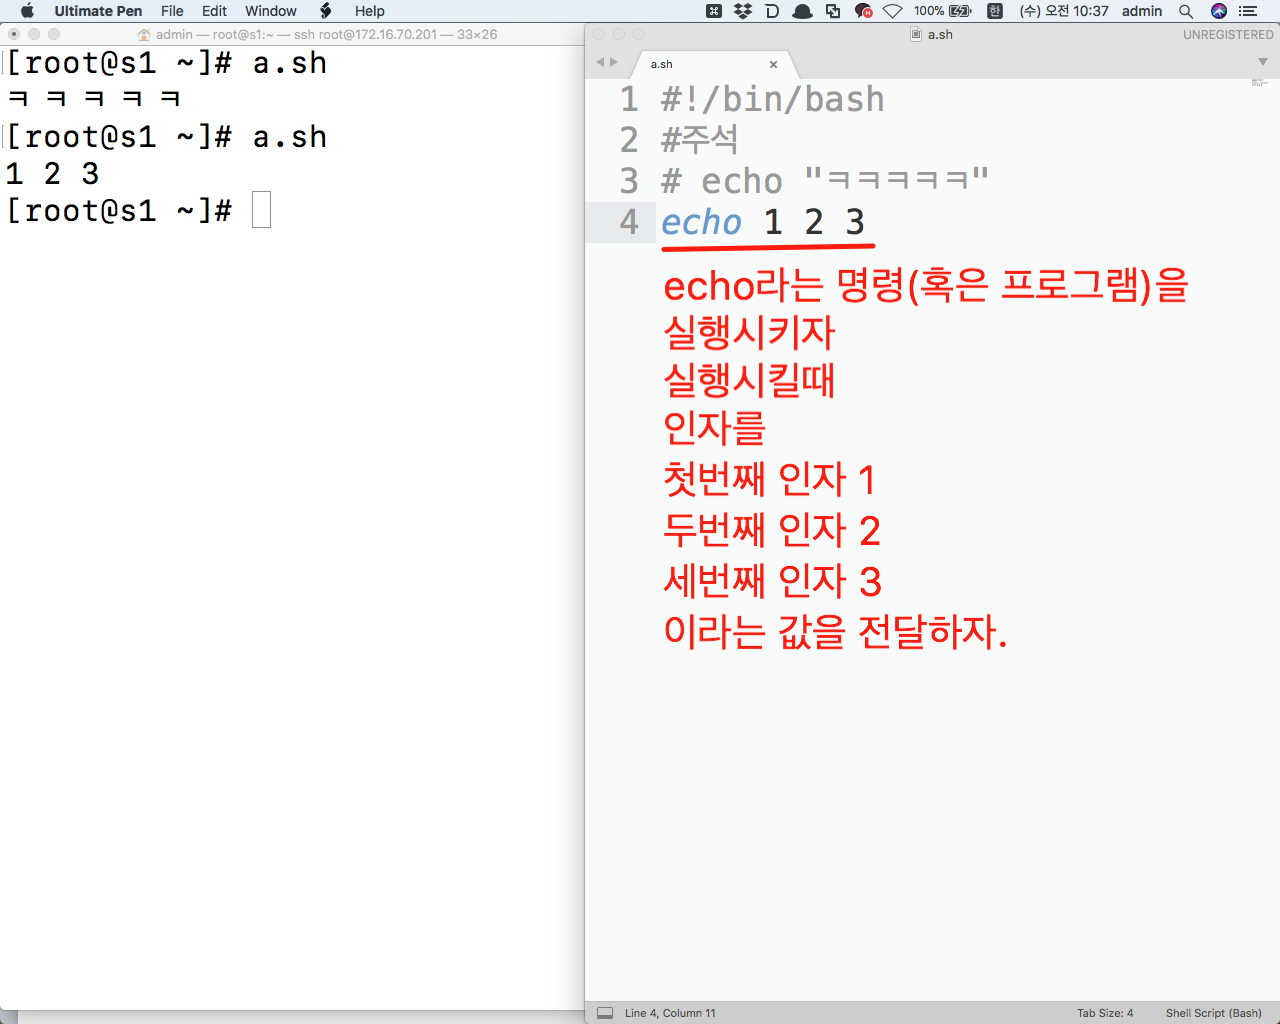 Ultimate Pen File Edit Window Help 100% 한 (수) 오전 10:37 admin
admin — root@s1:~ — ssh root@172.16.70.201 — 33×26
[root@s1 ~]# a.sh
ㅋㅋㅋㅋㅋ
[root@s1 ~]# a.sh
1 2 3
[root@s1 ~]#
a.sh UNREGISTERED
a.sh ×
1 #!/bin/bash
2 #주석
3 # echo "ㅋㅋㅋㅋㅋ"
4 echo 1 2 3
echo라는 명령(혹은 프로그램)을
실행시키자
실행시킬때
인자를
첫번째 인자 1
두번째 인자 2
세번째 인자 3
이라는 값을 전달하자.
Line 4, Column 11 Tab Size: 4 Shell Script (Bash)